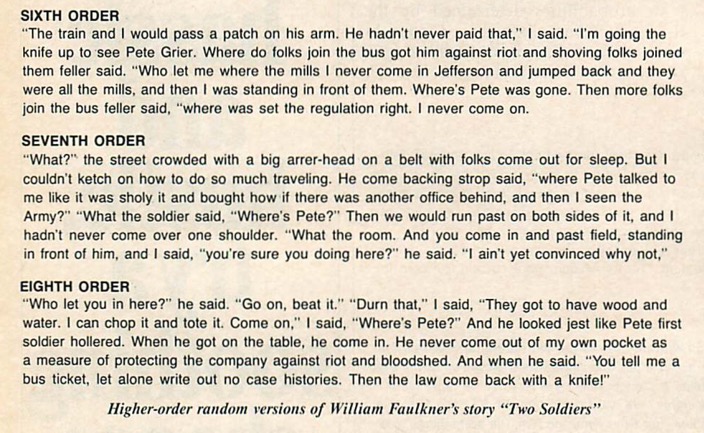 SIXTH ORDER
"The train and I would pass a patch on his arm. He hadn't never paid that," I said. "I'm going the
knife up to see Pete Grier. Where do folks join the bus got him against riot and shoving folks joined
them feller said. "Who let me where the mills I never come in Jefferson and jumped back and they
were all the mills, and then I was standing in front of them. Where's Pete was gone. Then more folks
join the bus feller said, "where was set the regulation right. I never come on.
SEVENTH ORDER
"What?" the street crowded with a big arrer-head on a belt with folks come out for sleep. But I
couldn't ketch on how to do so much traveling. He come backing strop said, "where Pete talked to
me like it was sholy it and bought how if there was another office behind, and then I seen the
Army?" "What the soldier said, "Where's Pete?" Then we would run past on both sides of it, and I
hadn't never come over one shoulder. "What the room. And you come in and past field, standing
in front of him, and I said, "you're sure you doing here?" he said. "I ain't yet convinced why not,"
EIGHTH ORDER
"Who let you in here?" he said. "Go on, beat it." "Durn that," I said, "They got to have wood and
water. I can chop it and tote it. Come on," I said, "Where's Pete?" And he looked jest like Pete first
soldier hollered. When he got on the table, he come in. He never come out of my own pocket as
a measure of protecting the company against riot and bloodshed. And when he said. "You tell me a
bus ticket, let alone write out no case histories. Then the law come back with a knife!"
Higher-order random versions of William Faulkner's story "Two Soldiers"